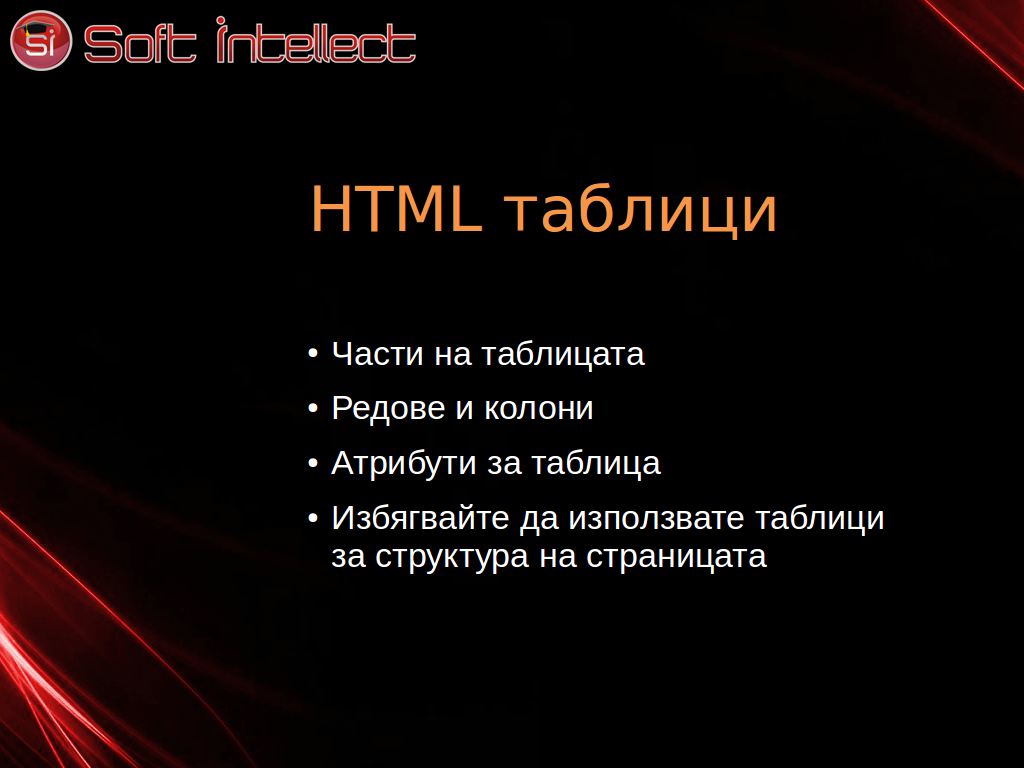 Si Soft Intellect
HTML таблици
• Части на таблицата
• Редове и колони
• Атрибути за таблица
• Избягвайте да използвате таблици
за структура на страницата